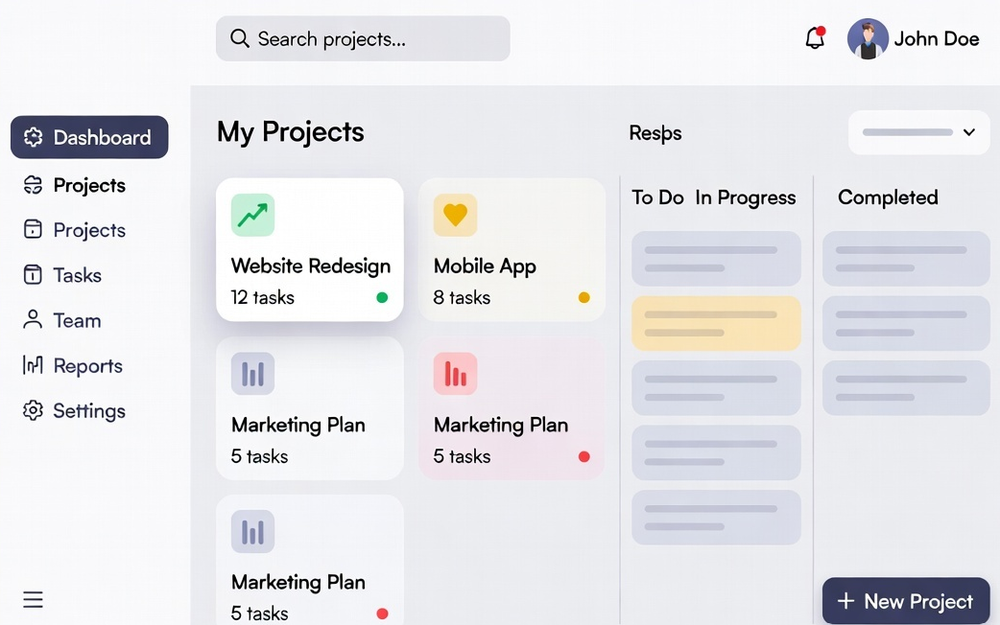 Search projects...
John Doe
Dashboard
Projects
Projects
Tasks
Team
Reports
Settings
My Projects
Website Redesign
12 tasks
Mobile App
8 tasks
Marketing Plan
5 tasks
Marketing Plan
5 tasks
Marketing Plan
5 tasks
Resbs
To Do In Progress
Completed
+ New Project